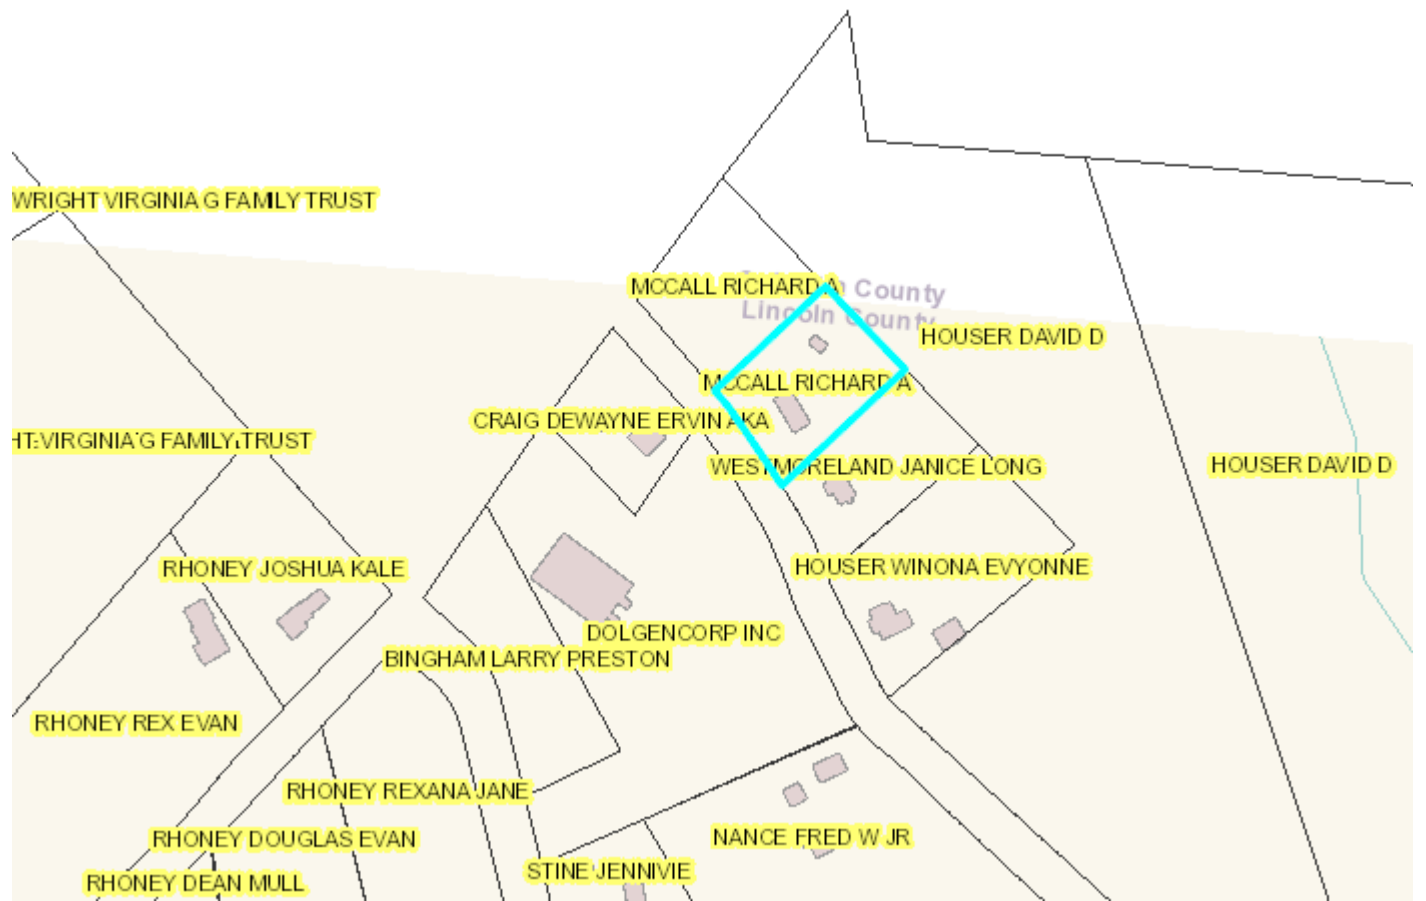 WRIGHT VIRGINIA G FAMILY TRUST
MCCALL RICHARD A
County
Lincoln County
HOUSER DAVID D
MCCALL RICHARD A
CRAIG DEWAYNE ERVIN AKA
VIRGINIA G FAMILY TRUST
WESTMORELAND JANICE LONG
HOUSER DAVID D
RHONEY JOSHUA KALE
HOUSER WINONA EVYONNE
DOLGENCORP INC
BINGHAM LARRY PRESTON
RHONEY REX EVAN
RHONEY REXANA JANE
RHONEY DOUGLAS EVAN
NANCE FRED W JR
STINE JENNIVIE
RHONEY DEAN MULL